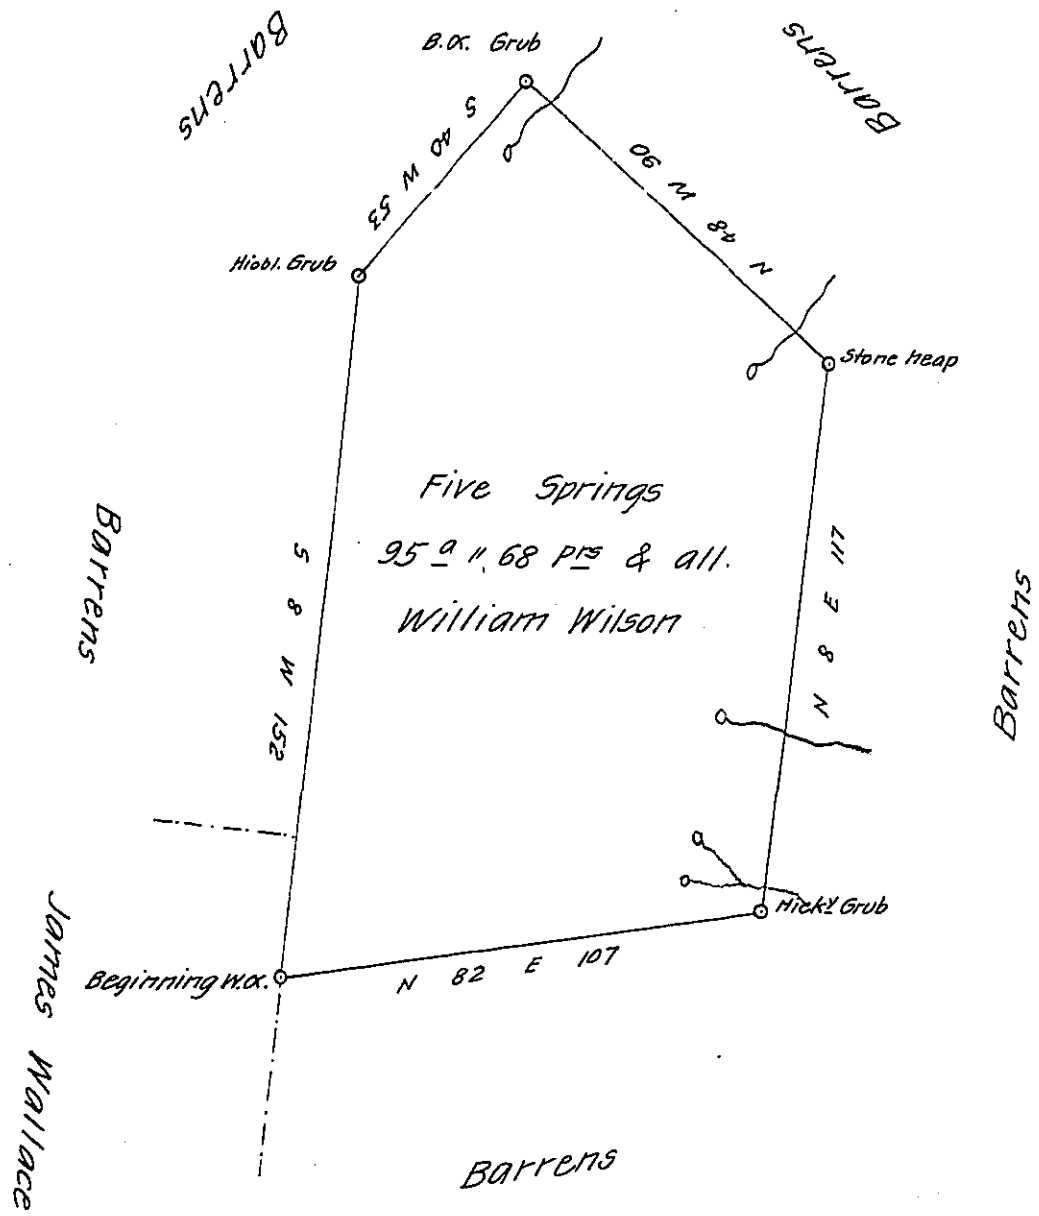 Barrens
B.α. Grub
Barrens
S 40 W 53
N 48 W 90
Hiobl. Grub
Stone heap
Five Springs
95 a „ 68 prs & all.
William Wilson
Barrens
S 8 W 152
N 8 E 117
Barrens
Hicky Grub
Beginning W.α.
N 82 E 107
James Wallace
Barrens